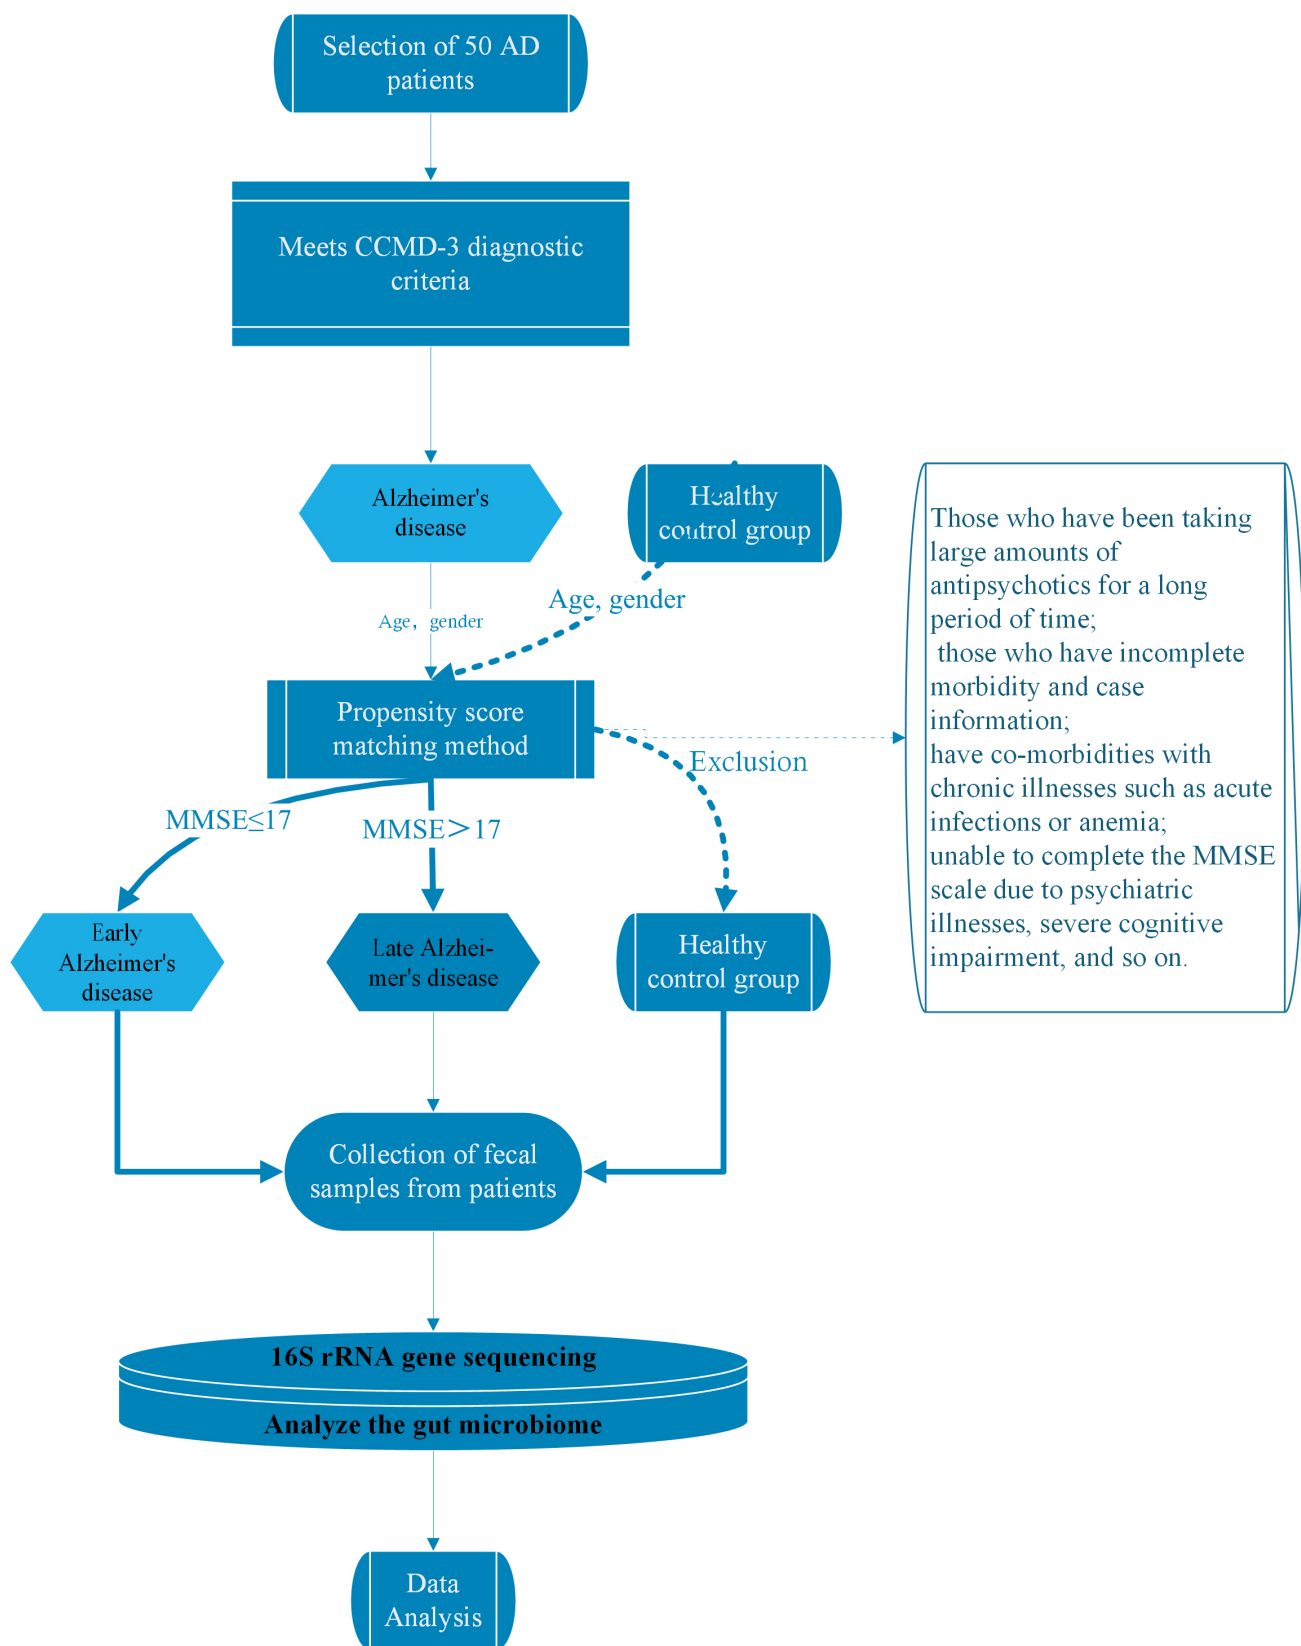 Selection of 50 AD
patients
Meets CCMD-3 diagnostic
criteria
Alzheimer's
disease
Healthy
control group
Age, gender
Age, gender
Propensity score
matching method
Exclusion
Those who have been taking
large amounts of
antipsychotics for a long
period of time;
those who have incomplete
morbidity and case
information;
have co-morbidities with
chronic illnesses such as acute
infections or anemia;
unable to complete the MMSE
scale due to psychiatric
illnesses, severe cognitive
impairment, and so on.
MMSE≤17
MMSE>17
Early
Alzheimer's
disease
Late Alzhei-
mer's disease
Healthy
control group
Collection of fecal
samples from patients
16S rRNA gene sequencing
Analyze the gut microbiome
Data
Analysis